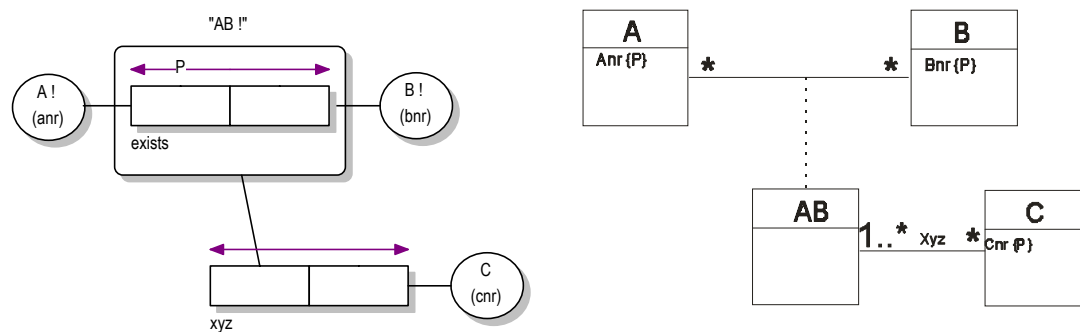 "AB !"
P
A !
(anr)
B !
(bnr)
exists
C
(cnr)
xyz
A
Anr {P}
*
*
B
Bnr {P}
AB
1..*
Xyz
*
C
Cnr {P}